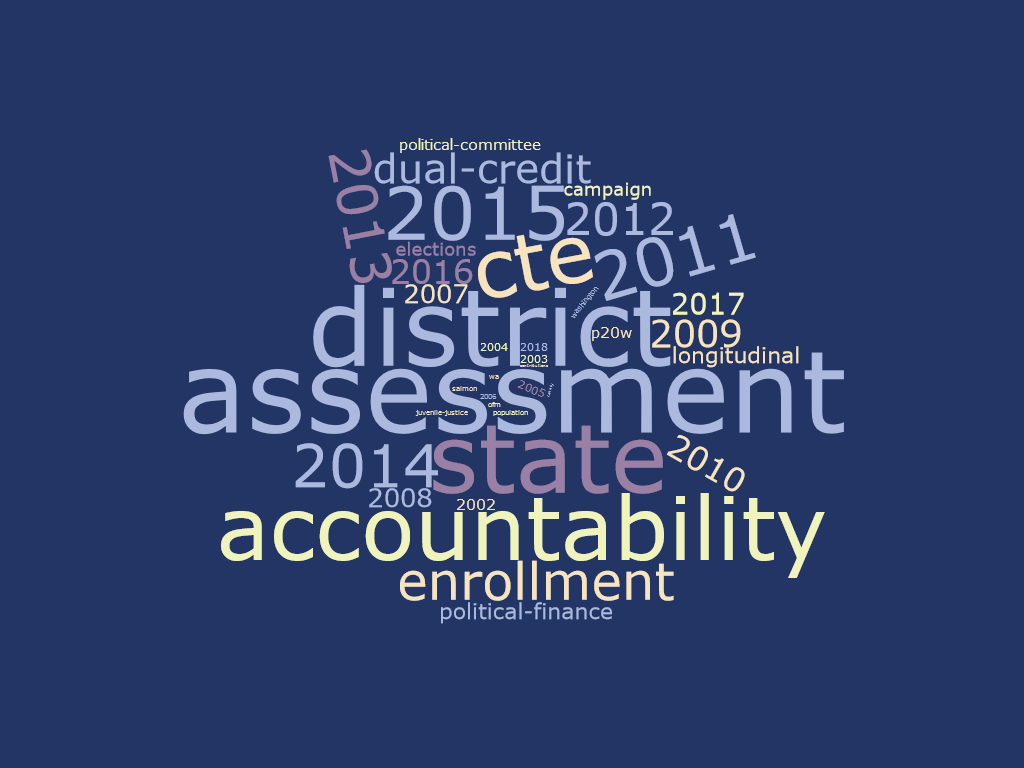 political-committee
2013
dual-credit
2015
campaign
2012
2011
elections
2016
cte
2007
washington
2017
district
p20w
2009
longitudinal
2004
2018
2003
assessment
wa
salmon
2005
2006
ofm
juvenile-justice
population
2014
state
2010
2008
2002
accountability
enrollment
political-finance